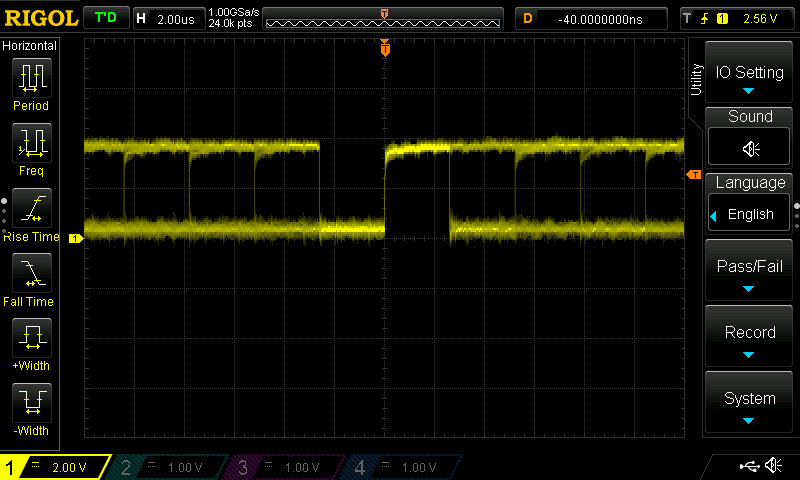 RIGOL T'D H 2.00us 1.00GSa/s 24.0k pts T D -40.0000000ns T 1 2.56 V
Horizontal
Period
Freq
Rise Time
Fall Time
+Width
-Width
T
T
1
Utility
IO Setting
Sound
Language
English
Pass/Fail
Record
System
1 2.00 V 2 1.00 V 3 1.00 V 4 1.00 V